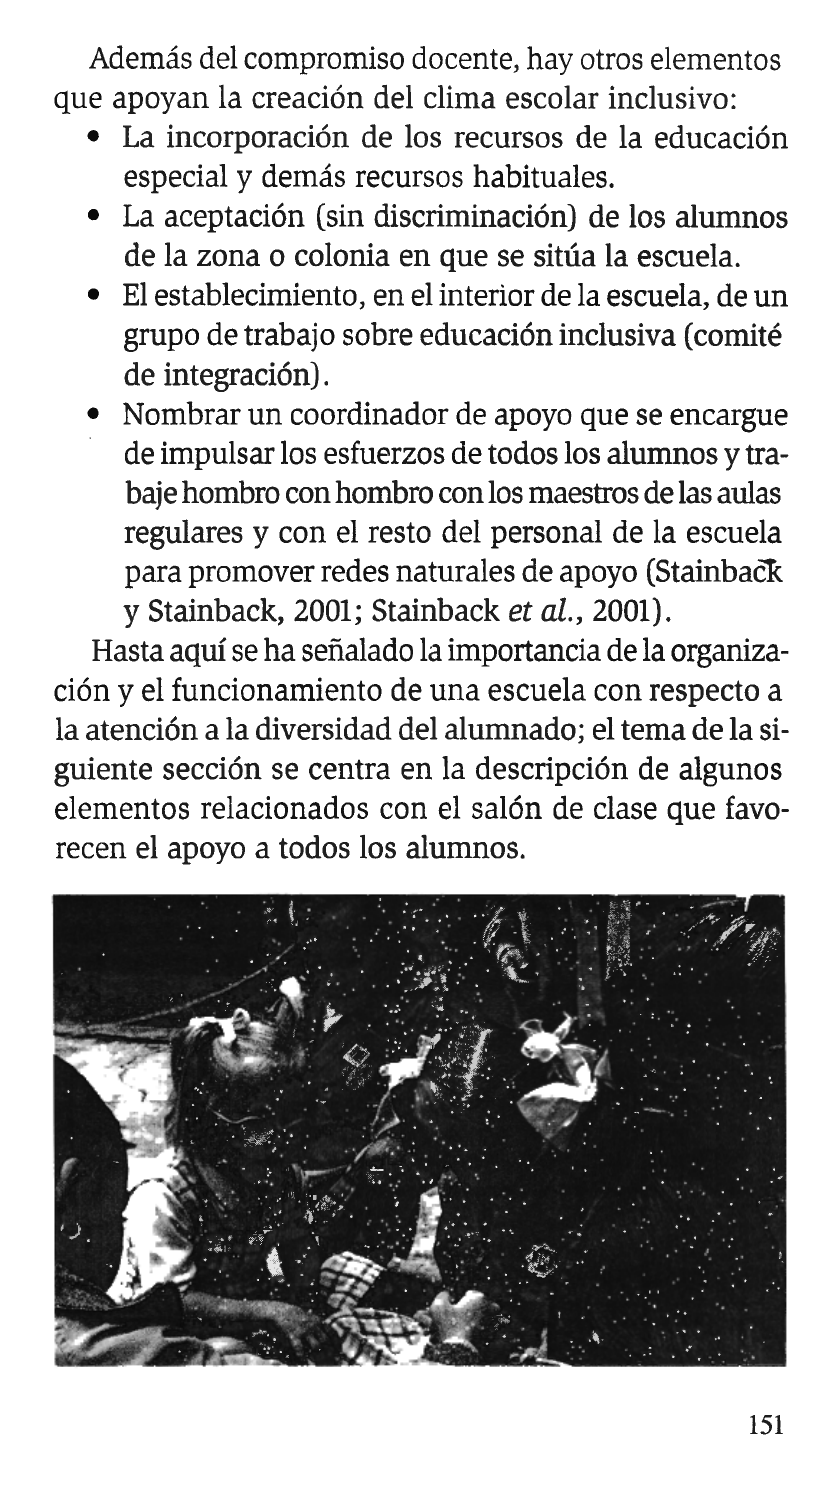 Además del compromiso docente, hay otros elementos
que apoyan la creación del clima escolar inclusivo:
• La incorporación de los recursos de la educación
especial y demás recursos habituales.
• La aceptación (sin discriminación) de los alumnos
de la zona o colonia en que se sitúa la escuela.
• El establecimiento, en el interior de la escuela, de un
grupo de trabajo sobre educación inclusiva (comité
de integración).
• Nombrar un coordinador de apoyo que se encargue
de impulsar los esfuerzos de todos los alumnos y tra-
baje hombro con hombro con los maestros de las aulas
regulares y con el resto del personal de la escuela
para promover redes naturales de apoyo (Stainback
y Stainback, 2001; Stainback et al., 2001).
Hasta aquí se ha señalado la importancia de la organiza-
ción y el funcionamiento de una escuela con respecto a
la atención a la diversidad del alumnado; el tema de la si-
guiente sección se centra en la descripción de algunos
elementos relacionados con el salón de clase que favo-
recen el apoyo a todos los alumnos.
151